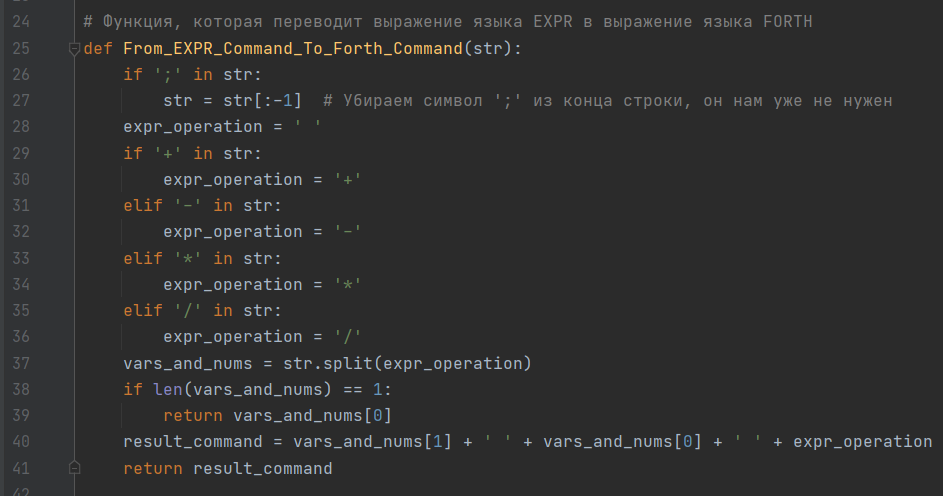 24 # Функция, которая переводит выражение языка EXPR в выражение языка FORTH
25 def From_EXPR_Command_To_Forth_Command(str):
26     if ';' in str:
27         str = str[:-1]  # Убираем символ ';' из конца строки, он нам уже не нужен
28     expr_operation = ' '
29     if '+' in str:
30         expr_operation = '+'
31     elif '-' in str:
32         expr_operation = '-'
33     elif '*' in str:
34         expr_operation = '*'
35     elif '/' in str:
36         expr_operation = '/'
37     vars_and_nums = str.split(expr_operation)
38     if len(vars_and_nums) == 1:
39         return vars_and_nums[0]
40     result_command = vars_and_nums[1] + ' ' + vars_and_nums[0] + ' ' + expr_operation
41     return result_command
42